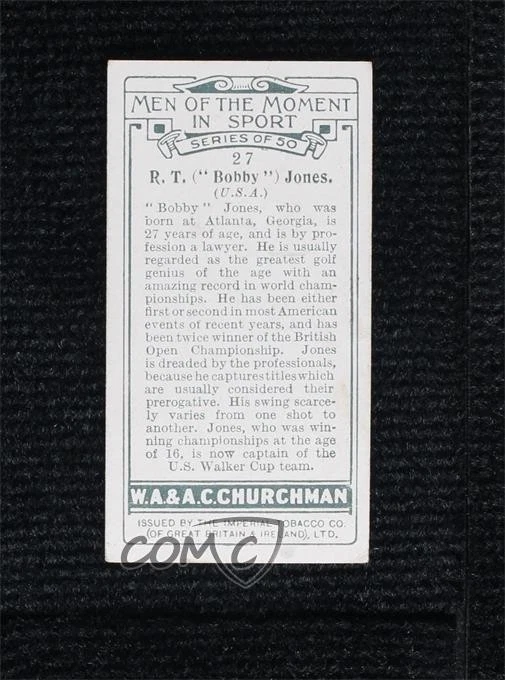 MEN OF THE MOMENT
IN SPORT
SERIES OF 50
27
R. T. ("Bobby") Jones.
(U.S.A.)
"Bobby" Jones, who was
born at Atlanta, Georgia, is
27 years of age, and is by pro-
fession a lawyer. He is usually
regarded as the greatest golf
genius of the age with an
amazing record in world cham-
pionships. He has been either
first or second in most American
events of recent years, and has
been twice winner of the British
Open Championship. Jones
is dreaded by the professionals,
because he captures titles which
are usually considered their
prerogative. His swing scarce-
ly varies from one shot to
another. Jones, who was win-
ning championships at the age
of 16, is now captain of the
U.S. Walker Cup team.
W.A.&A.C.CHURCHMAN
ISSUED BY THE IMPERIAL TOBACCO CO.
(OF GREAT BRITAIN & IRELAND), LTD.
COMC